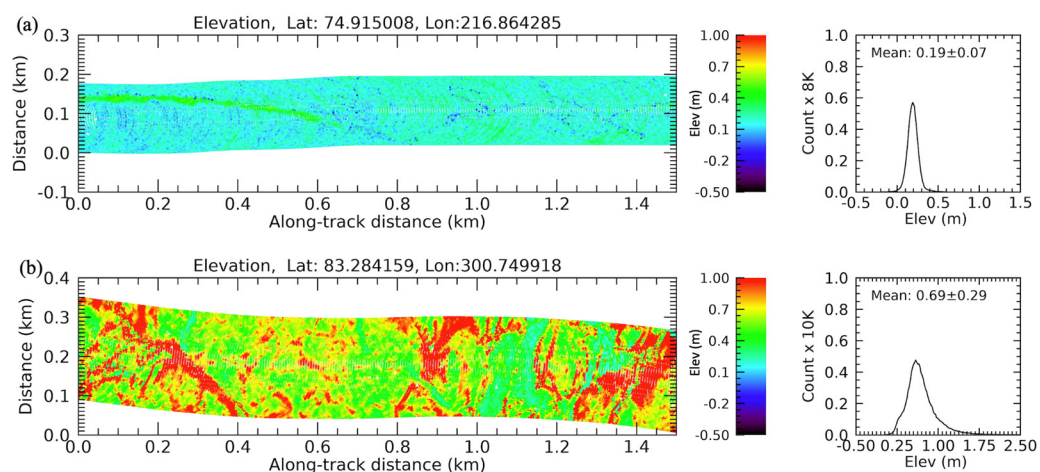 (a)
Elevation, Lat: 74.915008, Lon:216.864285
Distance (km)
0.3
0.2
0.1
0.0
-0.1
0.0 0.2 0.4 0.6 0.8 1.0 1.2 1.4
Along-track distance (km)
Elev (m)
1.00
0.7
0.4
0.1
-0.2
-0.50
Mean: 0.19±0.07
Count x 8K
1.0
0.8
0.6
0.4
0.2
0.0
-0.5 0.0 0.5 1.0 1.5
Elev (m)
(b)
Elevation, Lat: 83.284159, Lon:300.749918
Distance (km)
0.4
0.3
0.2
0.1
0.0
0.0 0.2 0.4 0.6 0.8 1.0 1.2 1.4
Along-track distance (km)
Elev (m)
1.00
0.7
0.4
0.1
-0.2
-0.50
Mean: 0.69±0.29
Count x 10K
1.0
0.8
0.6
0.4
0.2
0.0
-0.50 0.25 1.00 1.75 2.50
Elev (m)